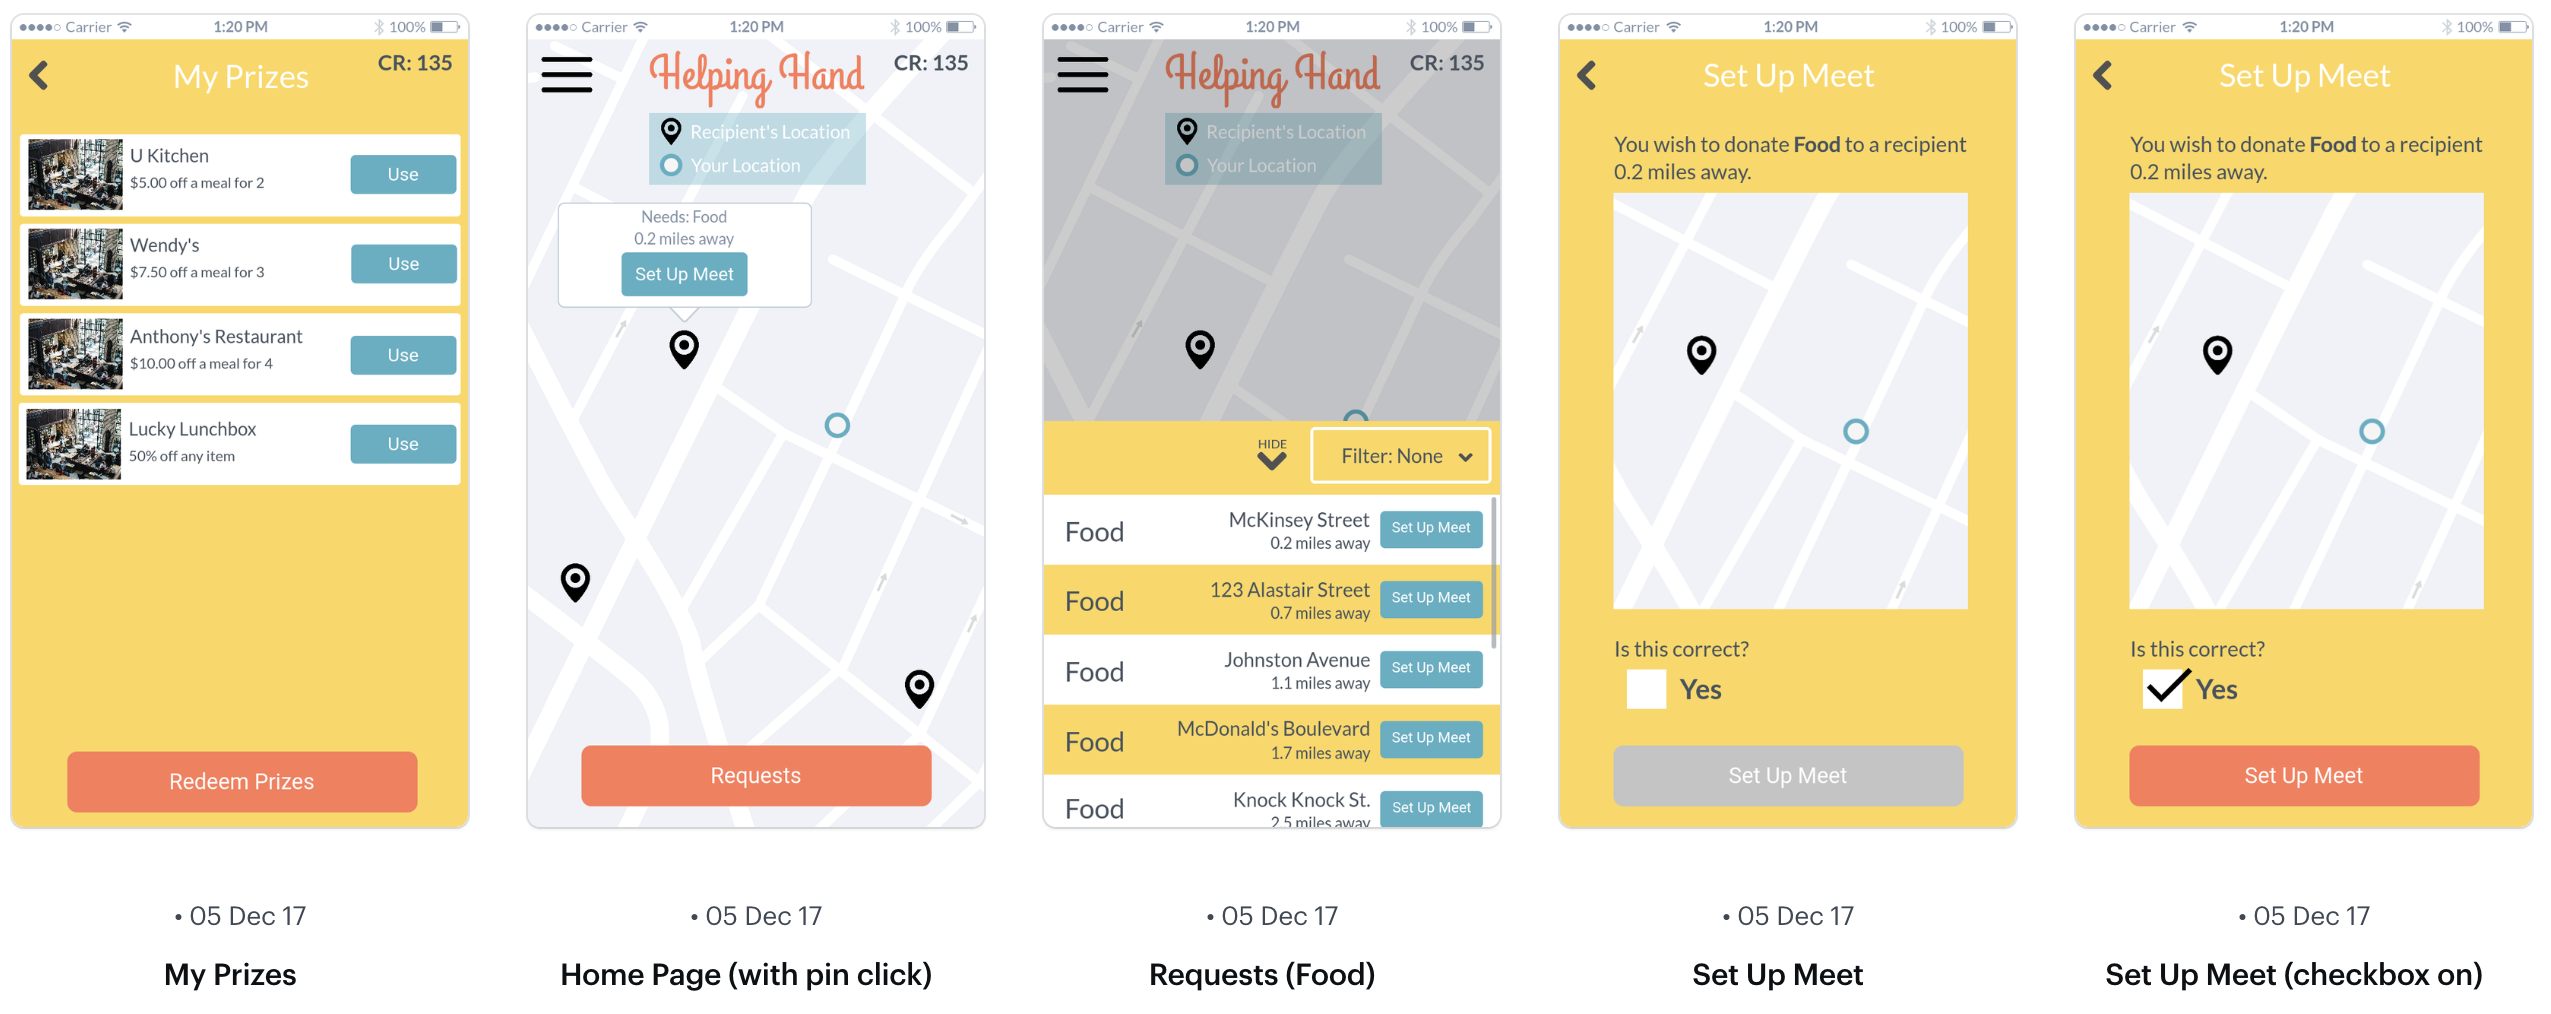 Carrier 1:20 PM 100%
My Prizes CR: 135
U Kitchen
$5.00 off a meal for 2
Use
Wendy's
$7.50 off a meal for 3
Use
Anthony's Restaurant
$10.00 off a meal for 4
Use
Lucky Lunchbox
50% off any item
Use
Redeem Prizes
• 05 Dec 17
My Prizes
Carrier 1:20 PM 100%
Helping Hand CR: 135
Recipient's Location
Your Location
Needs: Food
0.2 miles away
Set Up Meet
Requests
• 05 Dec 17
Home Page (with pin click)
Carrier 1:20 PM 100%
Helping Hand CR: 135
Recipient's Location
Your Location
HIDE
Filter: None
Food
McKinsey Street
0.2 miles away
Set Up Meet
Food
123 Alastair Street
0.7 miles away
Set Up Meet
Food
Johnston Avenue
1.1 miles away
Set Up Meet
Food
McDonald's Boulevard
1.7 miles away
Set Up Meet
Food
Knock Knock St.
2.5 miles away
Set Up Meet
• 05 Dec 17
Requests (Food)
Carrier 1:20 PM 100%
Set Up Meet
You wish to donate Food to a recipient
0.2 miles away.
Is this correct?
Yes
Set Up Meet
• 05 Dec 17
Set Up Meet
Carrier 1:20 PM 100%
Set Up Meet
You wish to donate Food to a recipient
0.2 miles away.
Is this correct?
Yes
Set Up Meet
• 05 Dec 17
Set Up Meet (checkbox on)